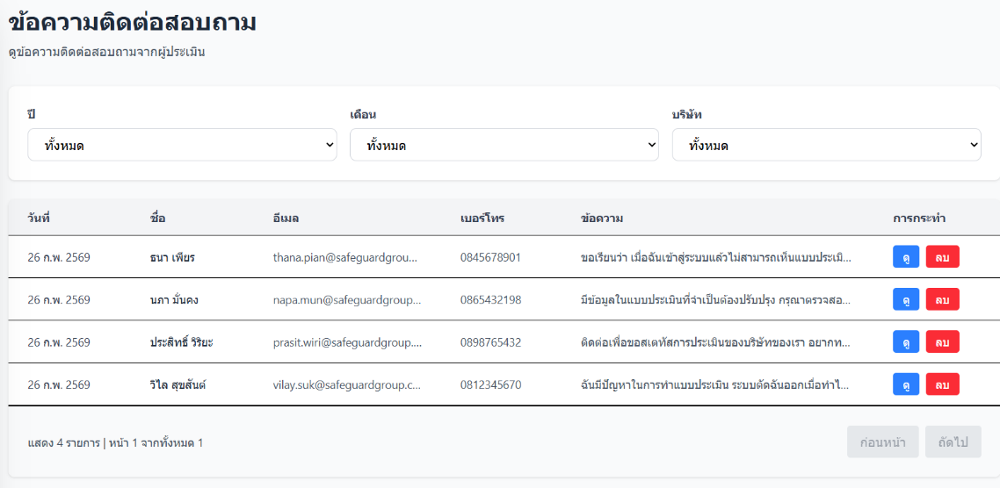 ข้อความติดต่อสอบถาม
ดูข้อความติดต่อสอบถามจากผู้ประเมิน
ปี เดือน บริษัท
ทั้งหมด ทั้งหมด ทั้งหมด
วันที่ ชื่อ อีเมล เบอร์โทร ข้อความ การกระทำ
26 ก.พ. 2569 ธนา เพียร thana.pian@safeguardgrou... 0845678901 ขอเรียนว่า เมื่อฉันเข้าสู่ระบบแล้วไม่สามารถเห็นแบบประเมิ... ดู ลบ
26 ก.พ. 2569 นภา มั่นคง napa.mun@safeguardgroup... 0865432198 มีข้อมูลในแบบประเมินที่จำเป็นต้องปรับปรุง กรุณาตรวจสอ... ดู ลบ
26 ก.พ. 2569 ประสิทธิ์ วิริยะ prasit.wiri@safeguardgroup.... 0898765432 ติดต่อเพื่อขอสเตทัสการประเมินของบริษัทของเรา อยากท... ดู ลบ
26 ก.พ. 2569 วิไล สุขสันต์ vilay.suk@safeguardgroup.c... 0812345670 ฉันมีปัญหาในการทำแบบประเมิน ระบบตัดฉันออกเมื่อทำไ... ดู ลบ
แสดง 4 รายการ | หน้า 1 จากทั้งหมด 1 ก่อนหน้า ถัดไป